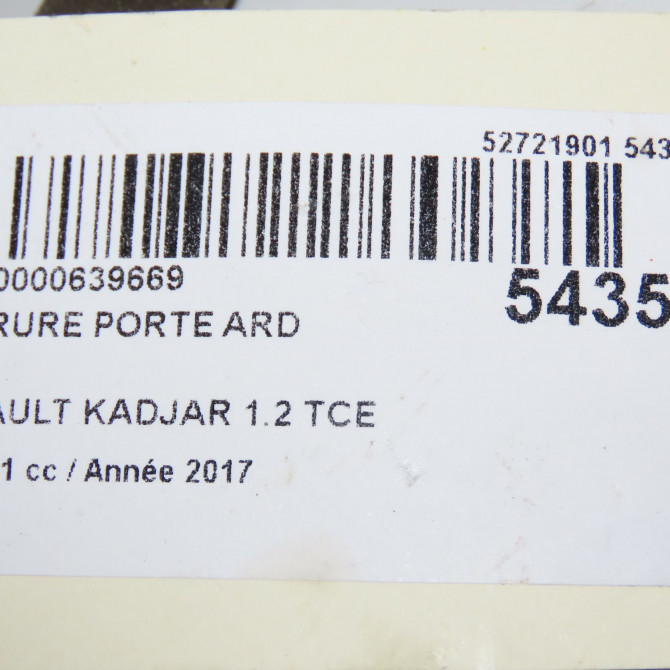 52721901 543
0000639669
5435
RURE PORTE ARD
AULT KADJAR 1.2 TCE
1 cc / Année 2017